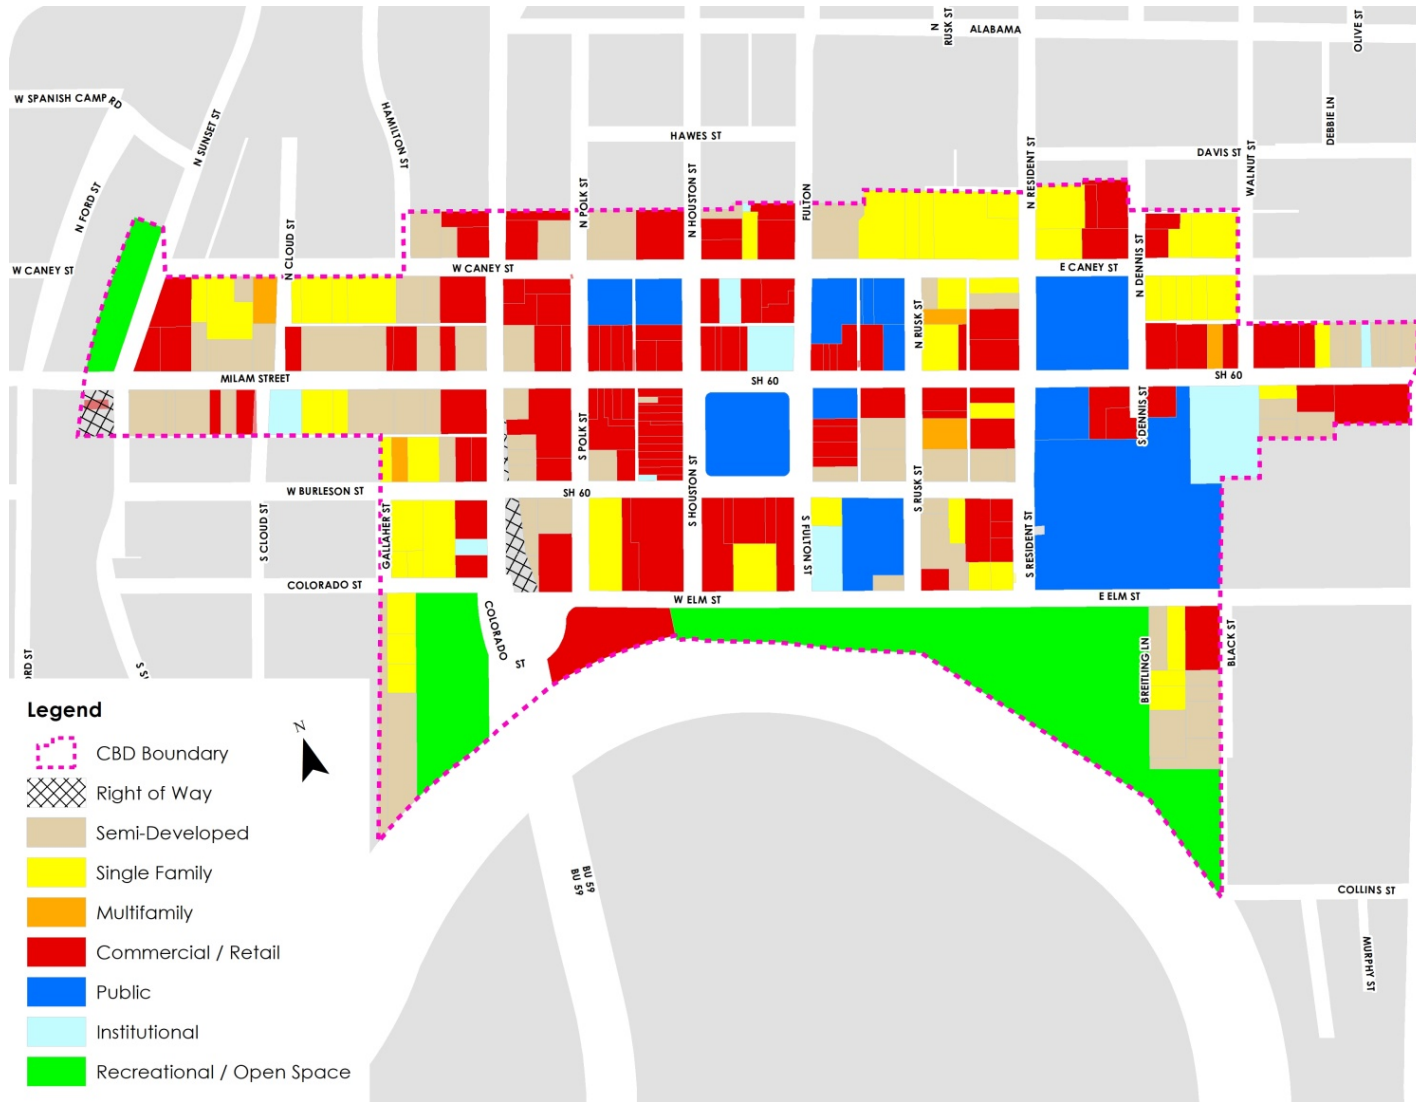 N
RUSK ST
ALABAMA
OLIVE ST
W SPANISH CAMP RD
N SUNSET ST
HAMILTON ST
HAWES ST
DEBBIE LN
DAVIS ST
WALNUT ST
N RESIDENT ST
N FORD ST
N POLK ST
N HOUSTON ST
FULTON
N CLOUD ST
N DENNIS ST
W CANEY ST
W CANEY ST
E CANEY ST
N RUSK ST
MILAM STREET
SH 60
SH 60
S POLK ST
S DENNIS ST
W BURLESON ST
SH 60
S HOUSTON ST
S RUSK ST
S CLOUD ST
GALLAHER ST
S FULTON ST
S RESIDENT ST
COLORADO ST
W ELM ST
E ELM ST
COLORADO
ST
BREITLING LN
BLACK ST
ORD ST
S SU
Legend
N
CBD Boundary
Right of Way
Semi-Developed
Single Family
Multifamily
Commercial / Retail
Public
Institutional
Recreational / Open Space
BU 59
BU 59
COLLINS ST
MURPHY ST